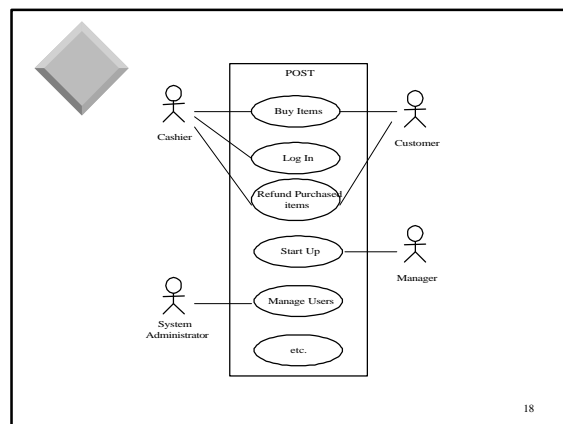 POST
Buy Items
Cashier
Customer
Log In
Refund Purchased
items
Start Up
Manager
Manage Users
System
Administrator
etc.
18